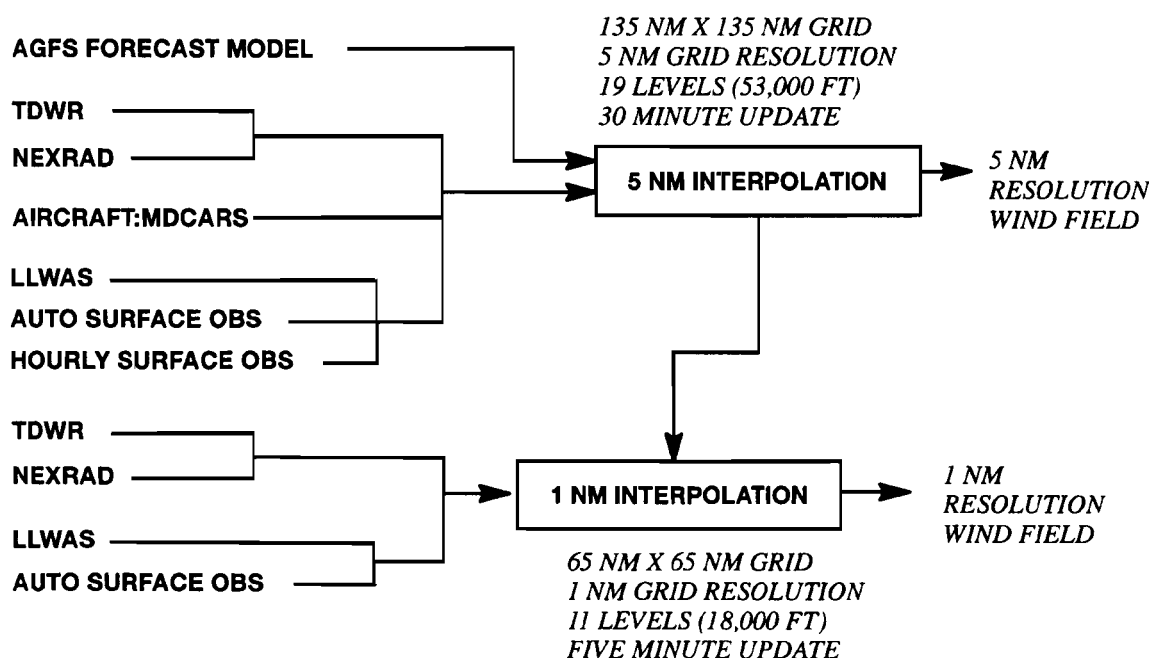 AGFS FORECAST MODEL
TDWR
NEXRAD
AIRCRAFT:MDCARS
LLWAS
AUTO SURFACE OBS
HOURLY SURFACE OBS
135 NM X 135 NM GRID
5 NM GRID RESOLUTION
19 LEVELS (53,000 FT)
30 MINUTE UPDATE
5 NM INTERPOLATION
5 NM
RESOLUTION
WIND FIELD
TDWR
NEXRAD
LLWAS
AUTO SURFACE OBS
1 NM INTERPOLATION
65 NM X 65 NM GRID
1 NM GRID RESOLUTION
11 LEVELS (18,000 FT)
FIVE MINUTE UPDATE
1 NM
RESOLUTION
WIND FIELD